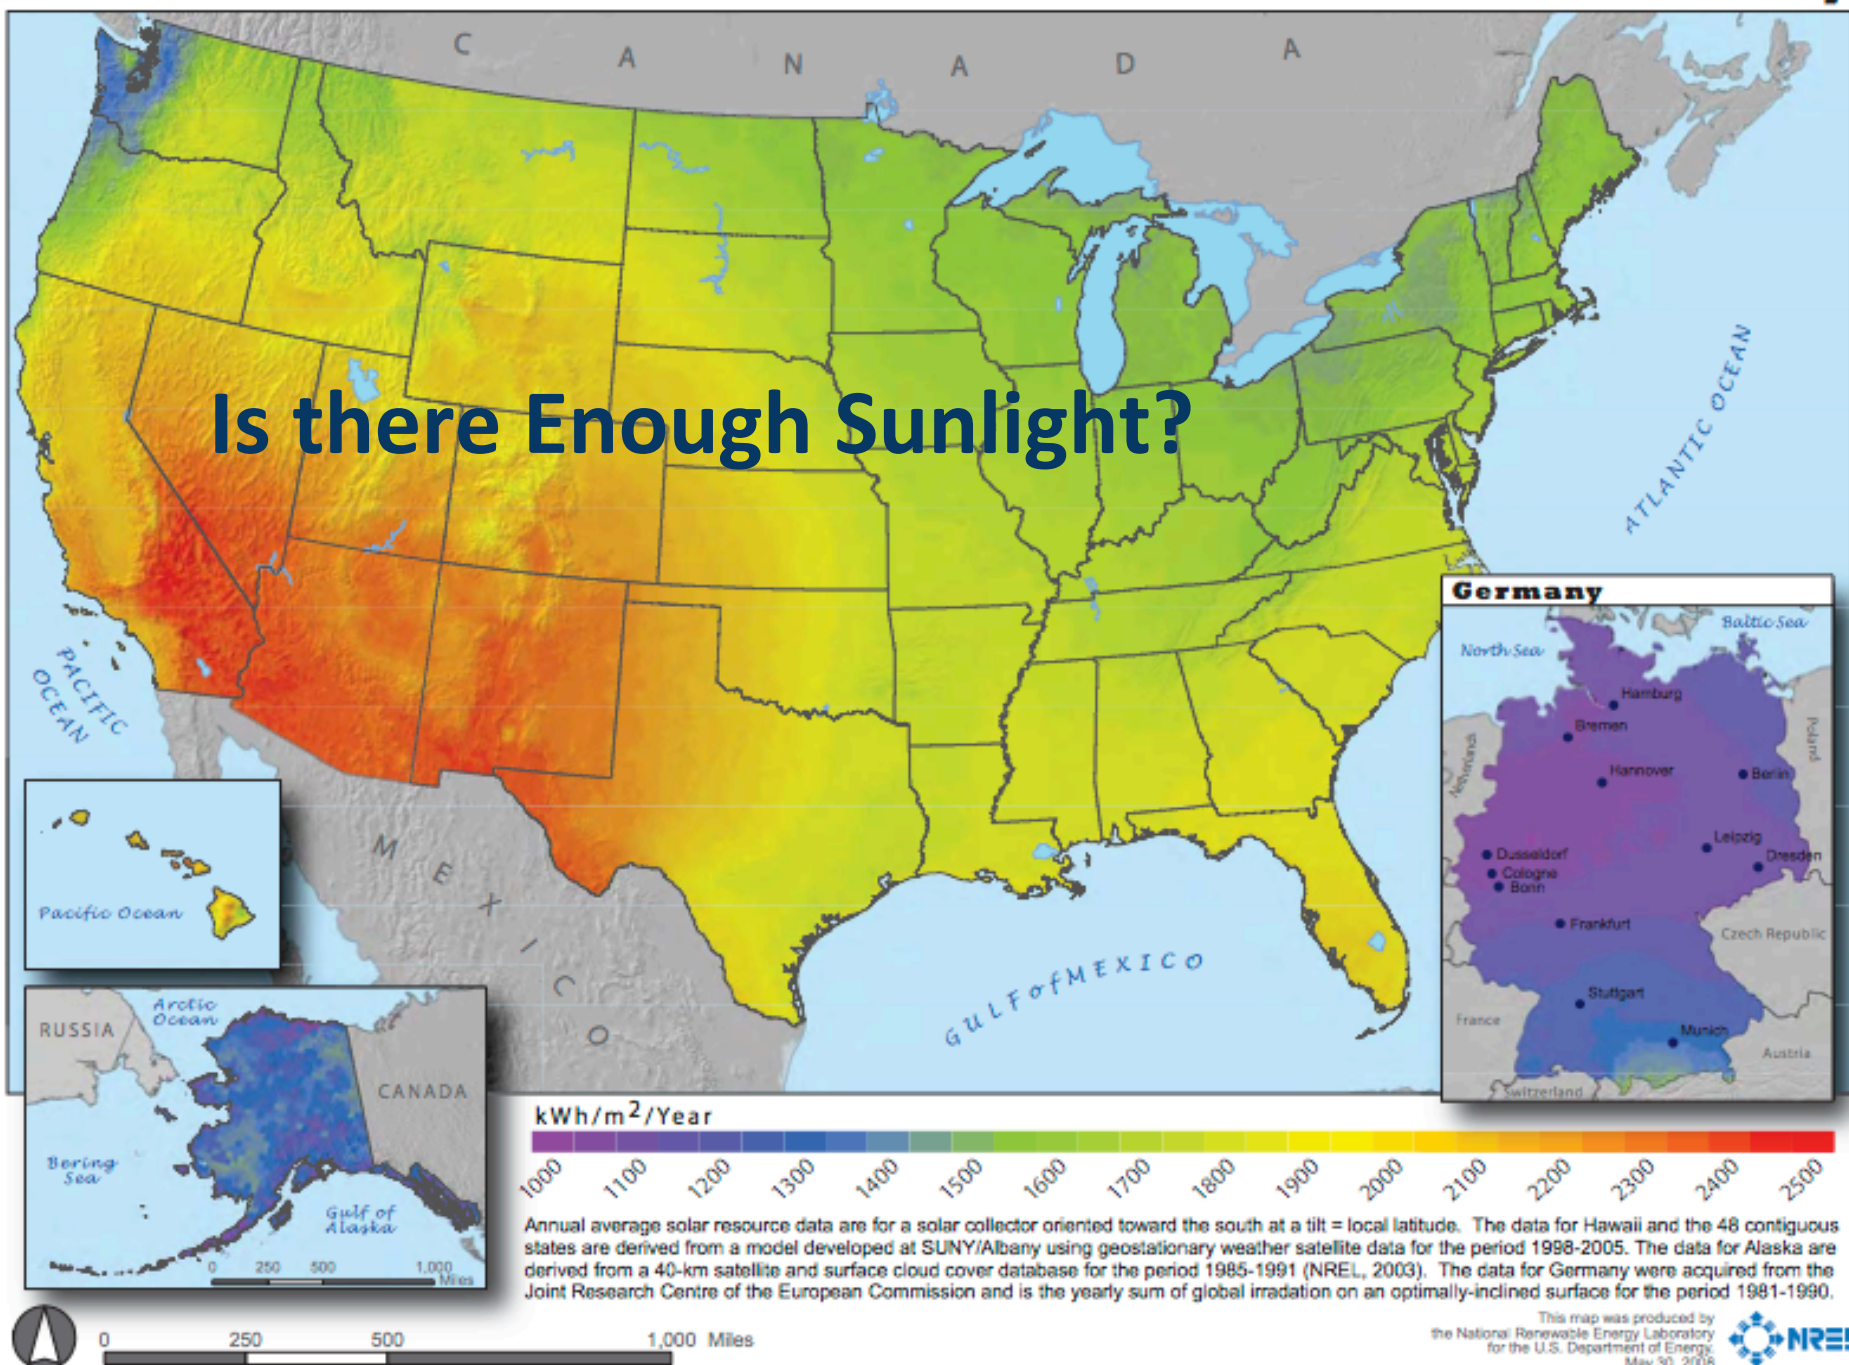 C A N A D A
Is there Enough Sunlight?
ATLANTIC OCEAN
PACIFIC
OCEAN
MEXICO
GULF of MEXICO
Pacific Ocean
Arctic
Ocean
RUSSIA
CANADA
Bering
Sea
Gulf of
Alaska
0 250 500 1,000
Miles
Germany
Baltic Sea
North Sea
Hamburg
Bremen
Poland
Netherlands
Hannover
Berlin
Leipzig
Dusseldorf
Dresden
Cologne
Bonn
Frankfurt
Czech Republic
Stuttgart
France
Munich
Austria
Switzerland
kWh/m2/Year
1000 1100 1200 1300 1400 1500 1600 1700 1800 1900 2000 2100 2200 2300 2400 2500
Annual average solar resource data are for a solar collector oriented toward the south at a tilt = local latitude. The data for Hawaii and the 48 contiguous
states are derived from a model developed at SUNY/Albany using geostationary weather satellite data for the period 1998-2005. The data for Alaska are
derived from a 40-km satellite and surface cloud cover database for the period 1985-1991 (NREL, 2003). The data for Germany were acquired from the
Joint Research Centre of the European Commission and is the yearly sum of global irradation on an optimally-inclined surface for the period 1981-1990.
This map was produced by
the National Renewable Energy Laboratory
for the U.S. Department of Energy.
May 30, 2008
NREL
0 250 500 1,000 Miles